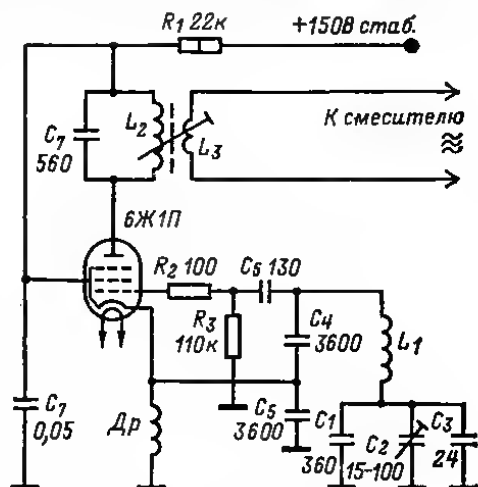 R1 22к
+150В стаб.
C7
560
L2
L3
К смесителю
6Ж1П
R2 100
C6 130
R3
110к
C4
3600
L1
C7
0,05
Др
C5
3600
C1
360
C2
15-100
C3
24